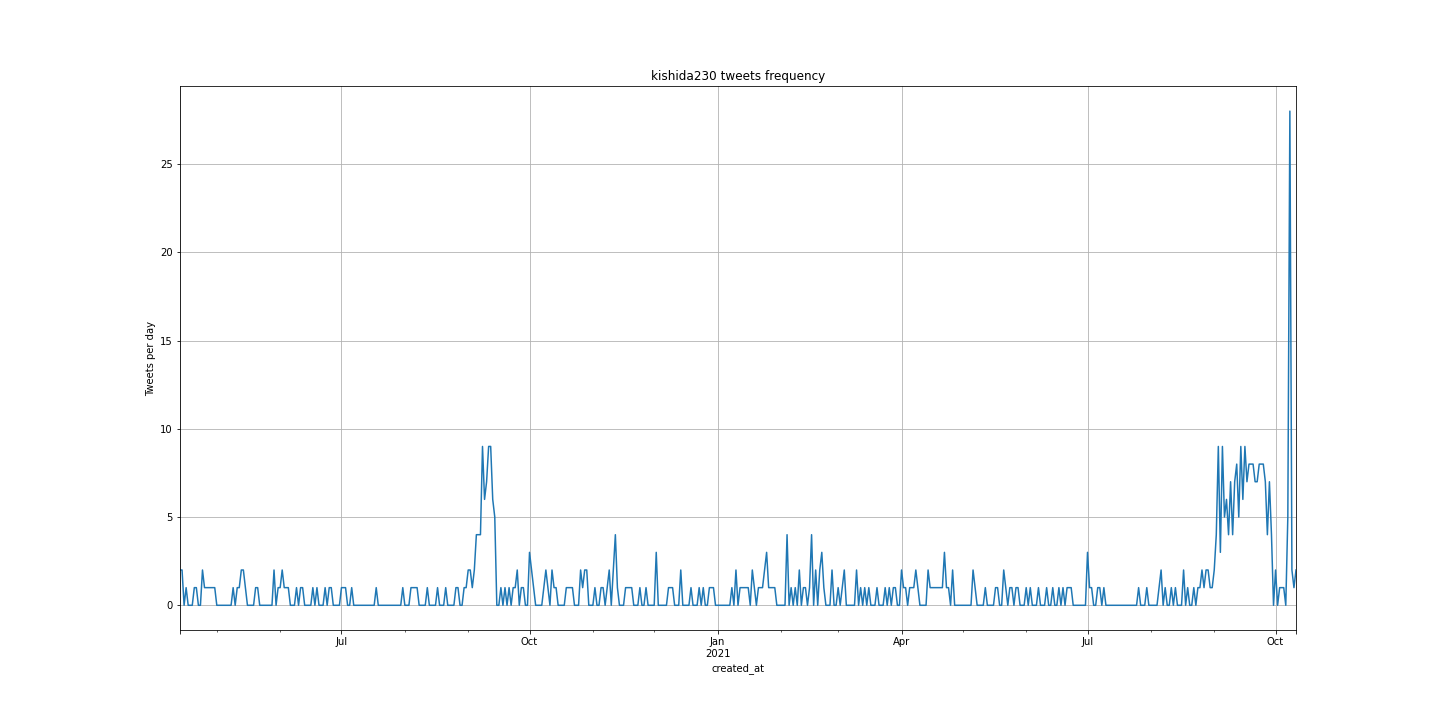 kishida230 tweets frequency
Tweets per day
25
20
15
10
5
0
Jul
Oct
Jan
2021
Apr
Jul
Oct
created_at